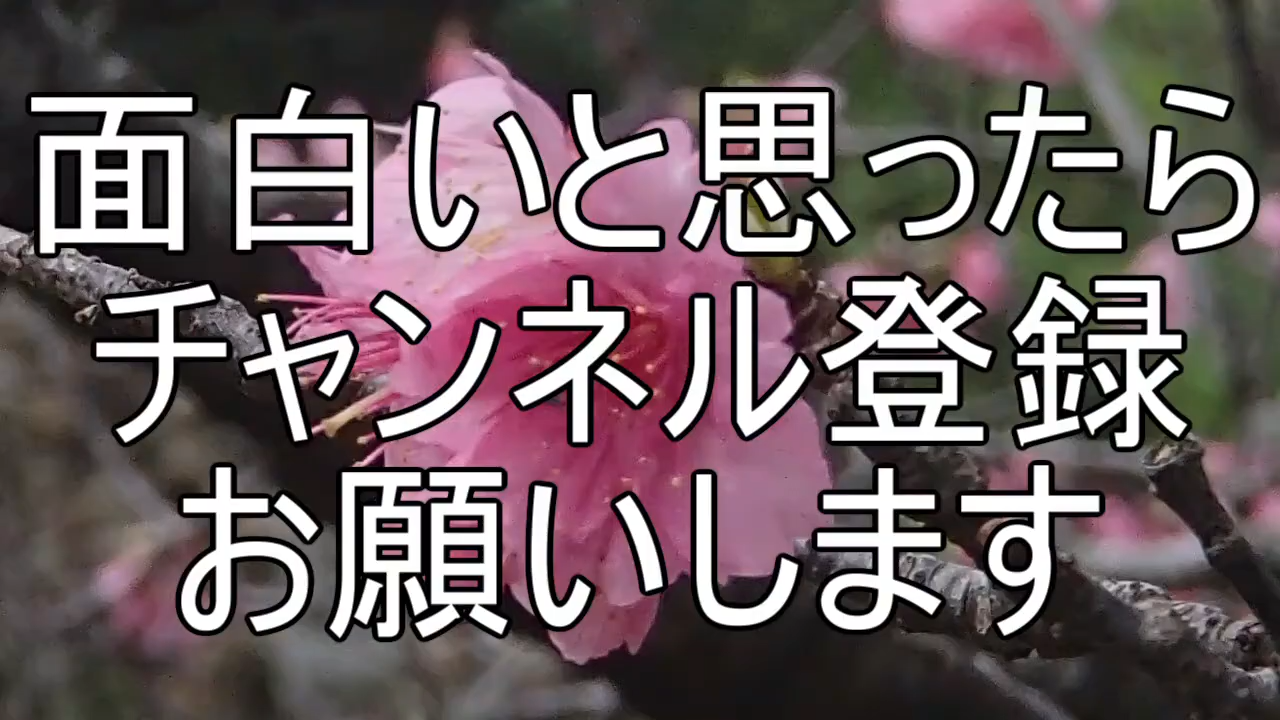 面白いと思ったら
チャンネル登録
お願いします